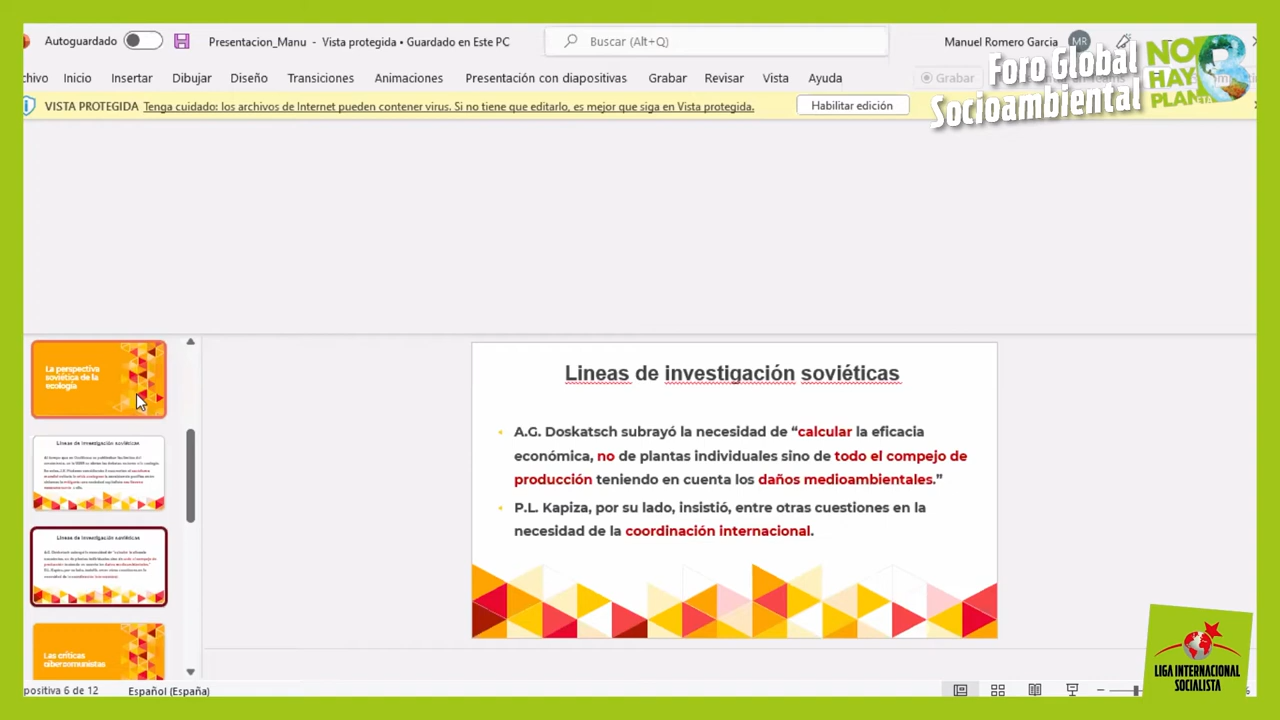 Autoguardado
Presentacion_Manu - Vista protegida • Guardado en Este PC
Buscar (Alt+Q)
Manuel Romero Garcia
MR
chivo Inicio Insertar Dibujar Diseño Transiciones Animaciones Presentación con diapositivas Grabar Revisar Vista Ayuda
Grabar
Foro Global
Socioambiental
NO
HAY
PLANETA
B
VISTA PROTEGIDA Tenga cuidado: los archivos de Internet pueden contener virus. Si no tiene que editarlo, es mejor que siga en Vista protegida.
Habilitar edición
La perspectiva
soviética de la
ecología
Líneas de investigación soviéticas
Líneas de investigación soviéticas
Las críticas
cibercomunistas
Lineas de investigación soviéticas
A.G. Doskatsch subrayó la necesidad de “calcular la eficacia
económica, no de plantas individuales sino de todo el compejo de
producción teniendo en cuenta los daños medioambientales.”
P.L. Kapiza, por su lado, insistió, entre otras cuestiones en la
necesidad de la coordinación internacional.
LIGA INTERNACIONAL
SOCIALISTA
positiva 6 de 12
Español (España)